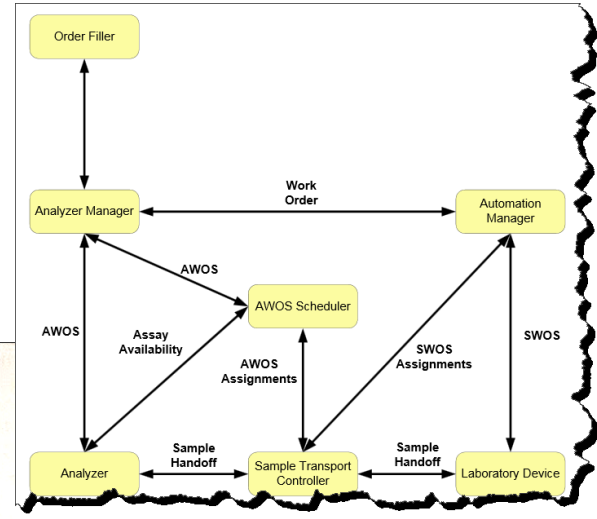 Order Filler
Work
Order
Analyzer Manager
Automation
Manager
AWOS
AWOS Scheduler
AWOS
Assay
Availability
AWOS
Assignments
SWOS
Assignments
SWOS
Sample
Handoff
Sample
Handoff
Analyzer
Sample Transport
Controller
Laboratory Device